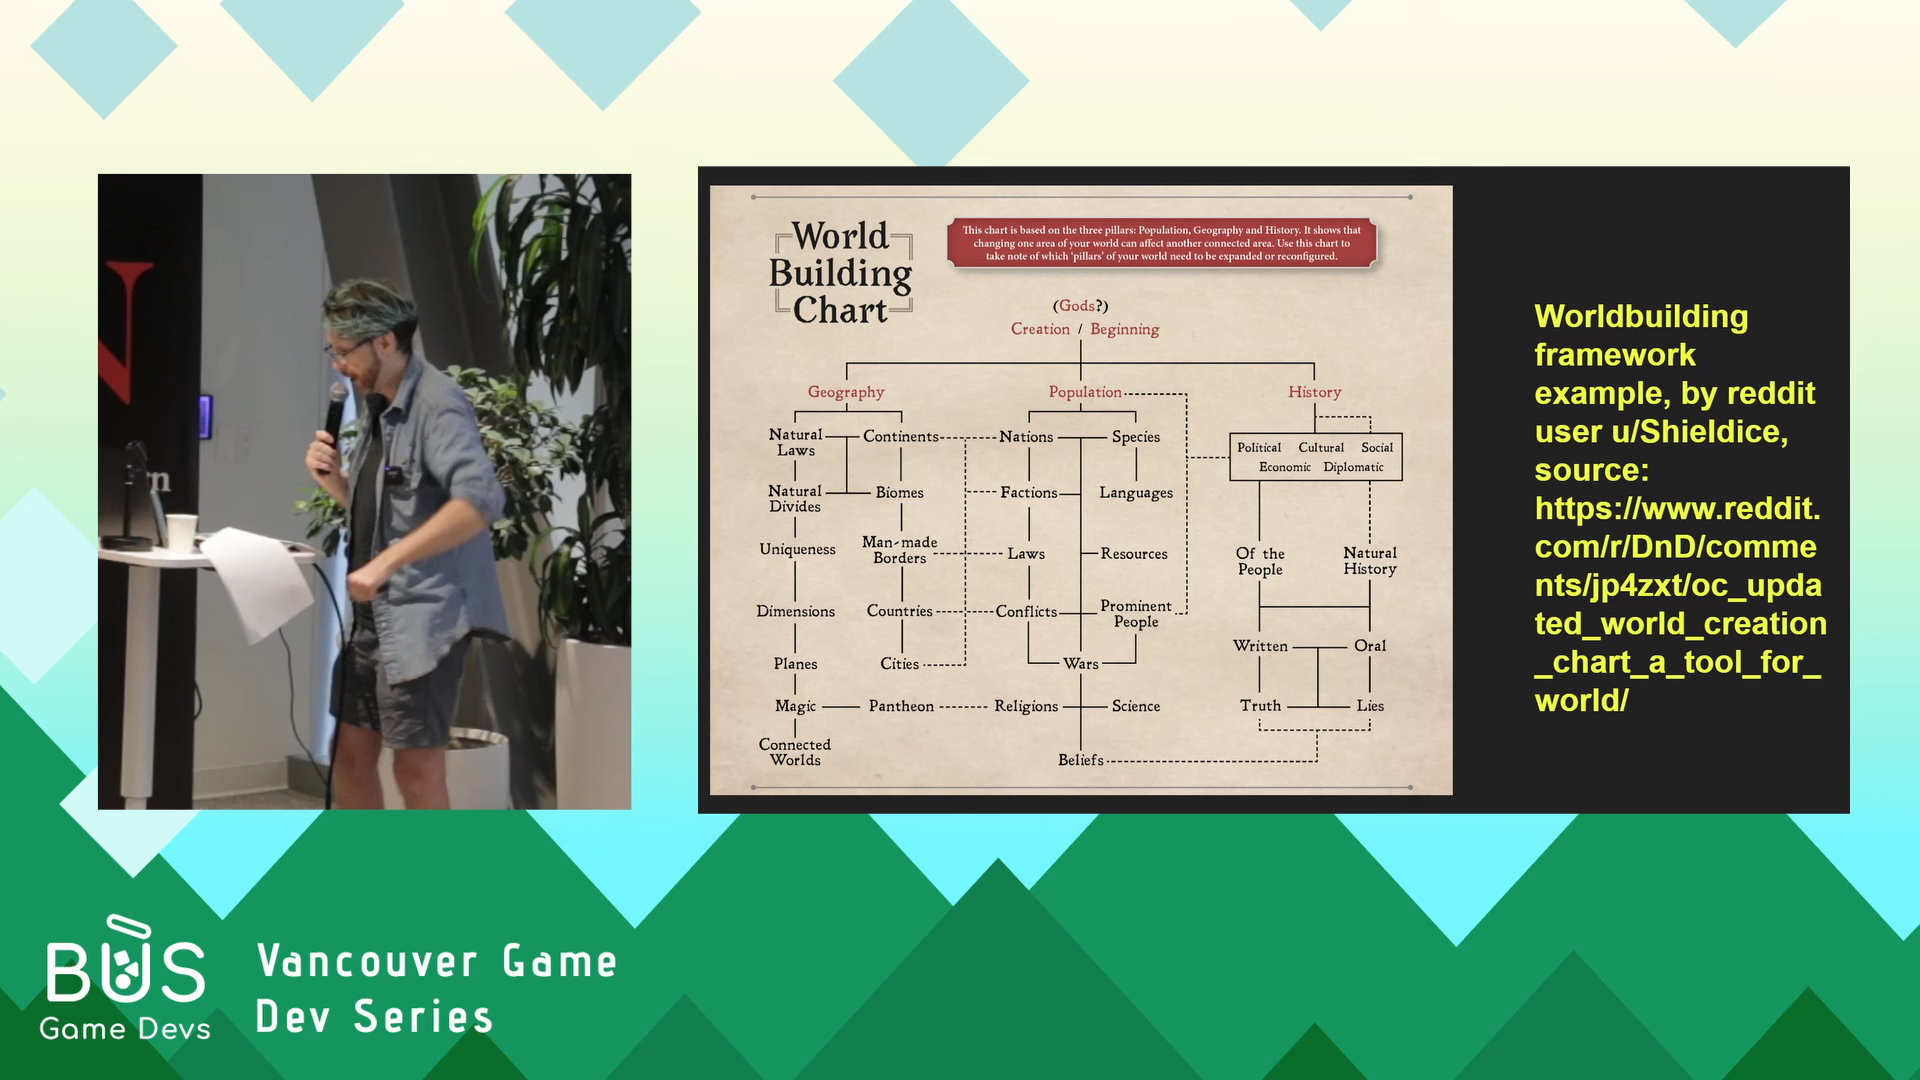 World
Building
Chart
This chart is based on the three pillars: Population, Geography and History. It shows that
changing one area of your world can affect another connected area. Use this chart to
take note of which 'pillars' of your world need to be expanded or reconfigured.
(Gods?)
Creation / Beginning
Geography
Population
History
Natural
Laws
Continents
Nations
Species
Political Cultural Social
Economic Diplomatic
Natural
Divides
Biomes
Factions
Languages
Uniqueness
Man-made
Borders
Laws
Resources
Of the
People
Natural
History
Dimensions
Countries
Conflicts
Prominent
People
Written
Oral
Planes
Cities
Wars
Magic
Pantheon
Religions
Science
Truth
Lies
Connected
Worlds
Beliefs
Worldbuilding
framework
example, by reddit
user u/Shieldice,
source:
https://www.reddit.
com/r/DnD/comme
nts/jp4zxt/oc_upda
ted_world_creation
_chart_a_tool_for_
world/
BUS
Game Devs
Vancouver Game
Dev Series